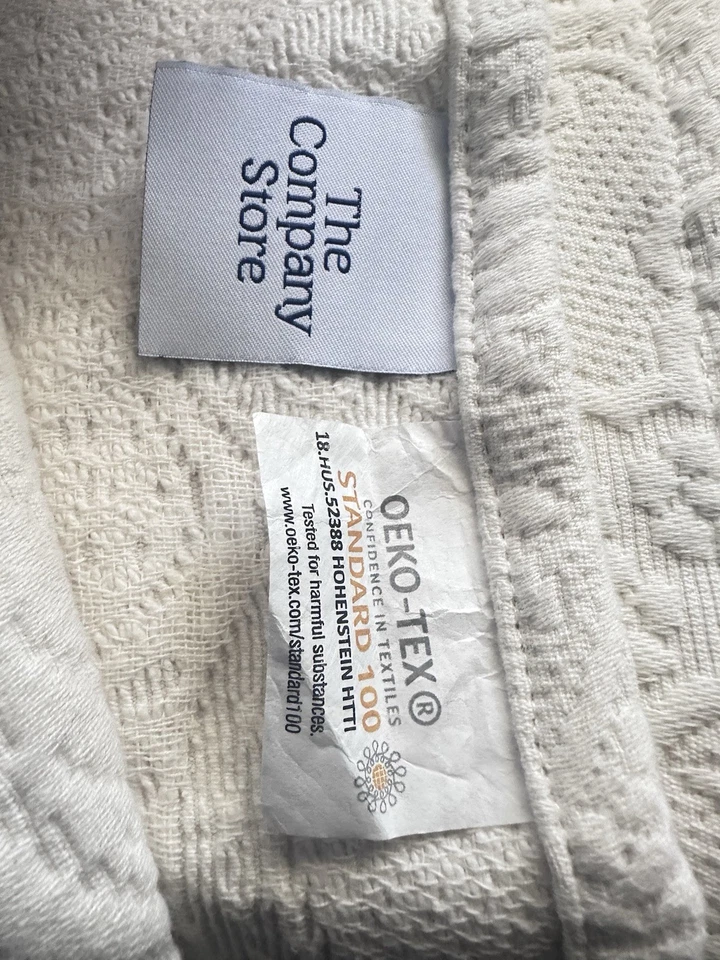 The
Company
Store
OEKO-TEX®
CONFIDENCE IN TEXTILES
STANDARD 100
18.HUS.52388 HOHENSTEIN HTTI
Tested for harmful substances.
www.oeko-tex.com/standard100